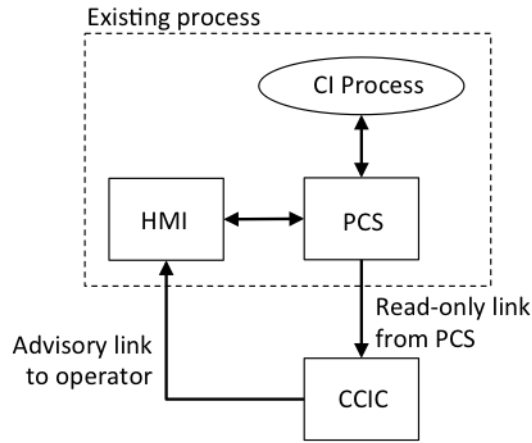 Existing process
CI Process
HMI
PCS
Read-only link
from PCS
Advisory link
to operator
CCIC